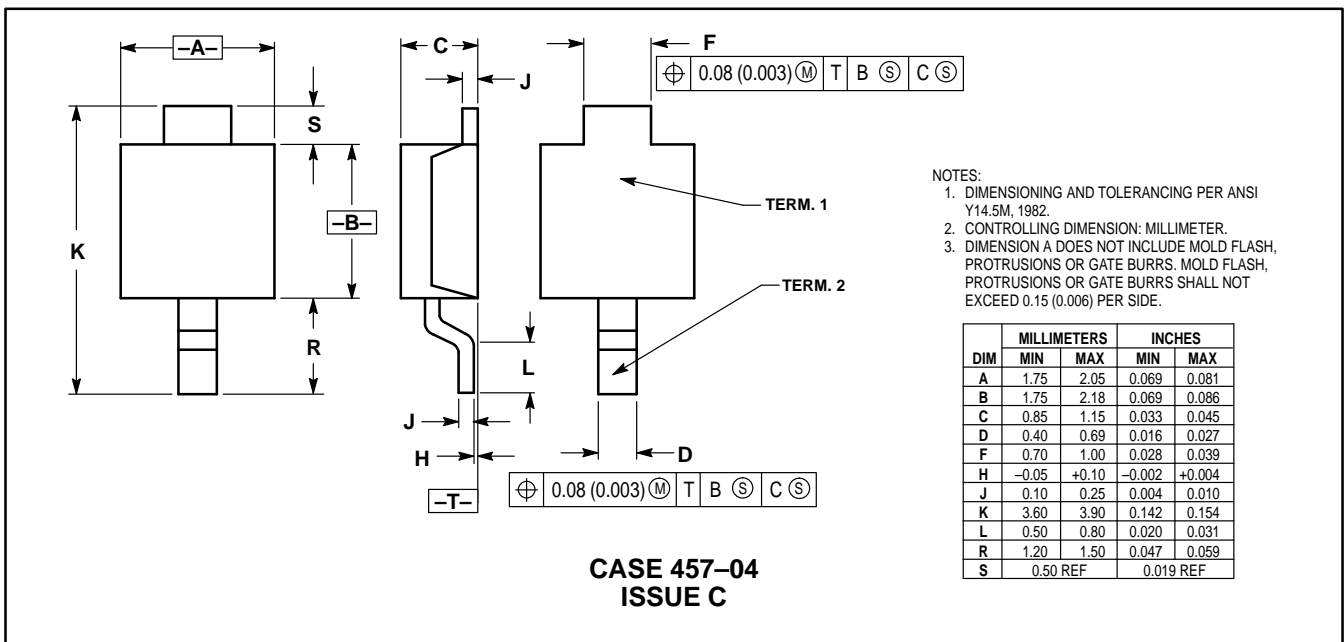 –A–
C
F
⌖ 0.08 (0.003) Ⓜ T B Ⓢ C Ⓢ
J
S
K
–B–
TERM. 1
TERM. 2
R
L
J
H
D
–T–
⌖ 0.08 (0.003) Ⓜ T B Ⓢ C Ⓢ
CASE 457–04
ISSUE C
NOTES:
1. DIMENSIONING AND TOLERANCING PER ANSI
Y14.5M, 1982.
2. CONTROLLING DIMENSION: MILLIMETER.
3. DIMENSION A DOES NOT INCLUDE MOLD FLASH,
PROTRUSIONS OR GATE BURRS. MOLD FLASH,
PROTRUSIONS OR GATE BURRS SHALL NOT
EXCEED 0.15 (0.006) PER SIDE.
MILLIMETERS INCHES
DIM MIN MAX MIN MAX
A 1.75 2.05 0.069 0.081
B 1.75 2.18 0.069 0.086
C 0.85 1.15 0.033 0.045
D 0.40 0.69 0.016 0.027
F 0.70 1.00 0.028 0.039
H –0.05 +0.10 –0.002 +0.004
J 0.10 0.25 0.004 0.010
K 3.60 3.90 0.142 0.154
L 0.50 0.80 0.020 0.031
R 1.20 1.50 0.047 0.059
S 0.50 REF 0.019 REF